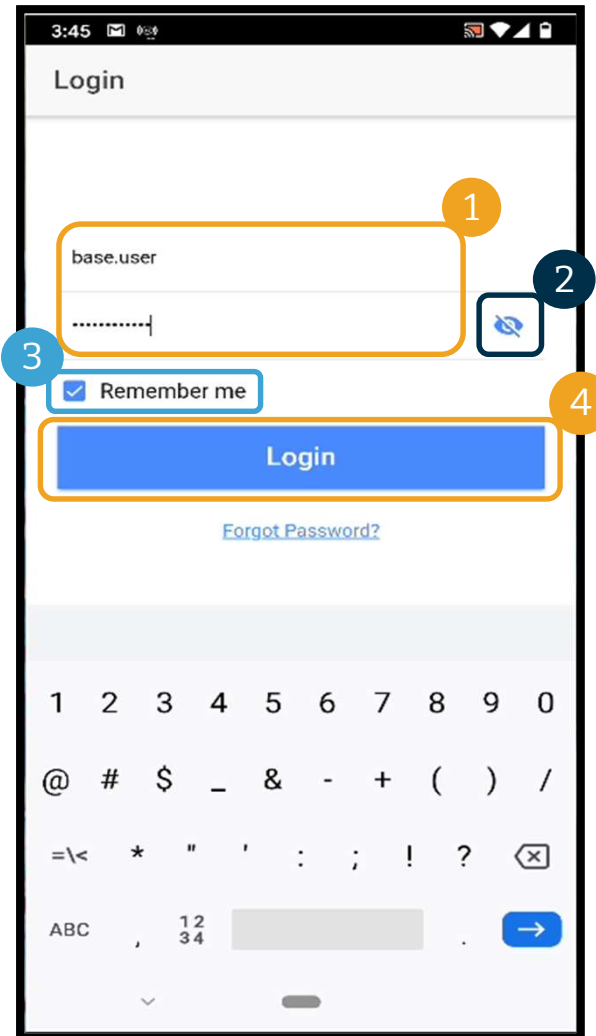 3:45
Login
1
base.user
2
············
3
Remember me
4
Login
Forgot Password?
1 2 3 4 5 6 7 8 9 0
@ # $ _ & - + ( ) /
=\< * " ' : ; ! ?
ABC , 12 34 .